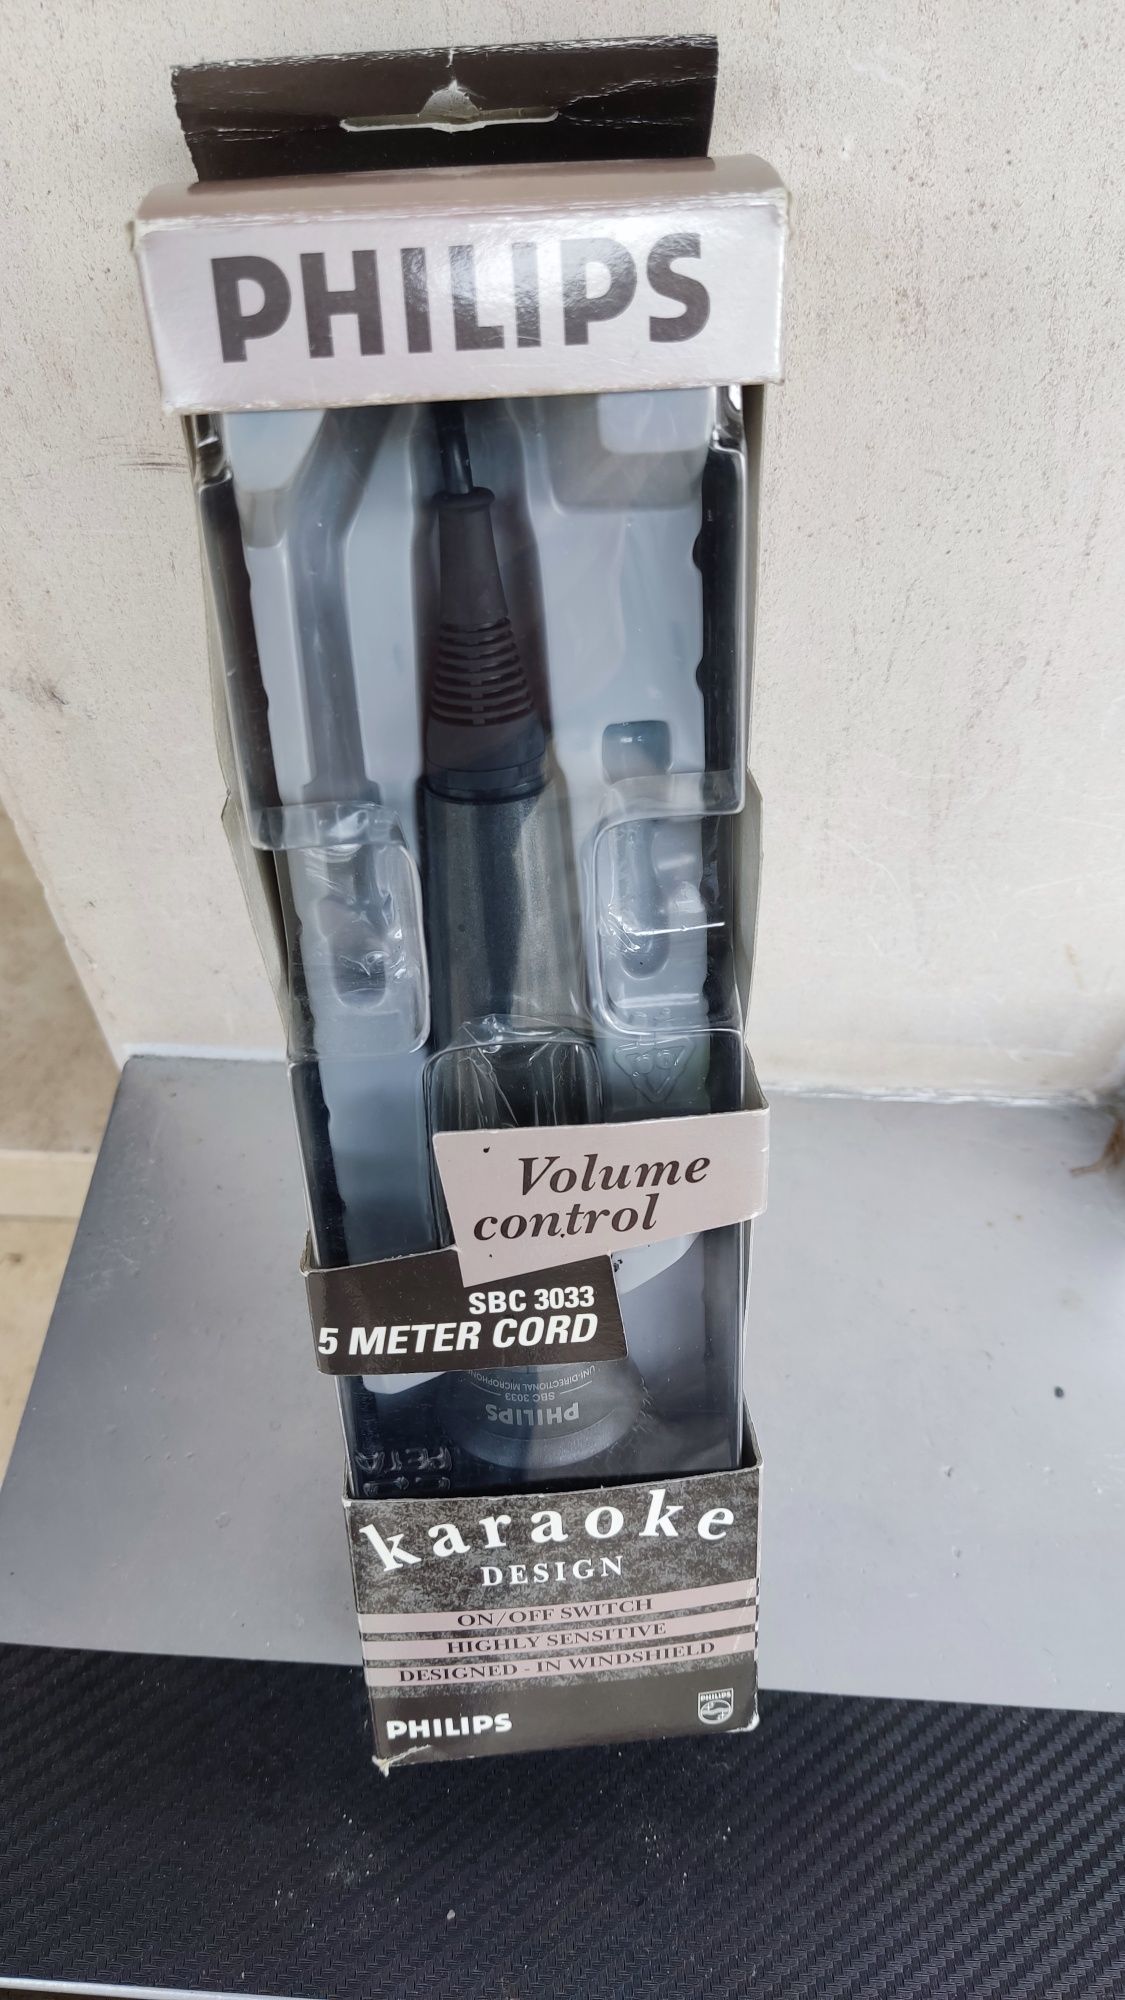 PHILIPS
Volume
control
SBC 3033
5 METER CORD
UNI-DIRECTIONAL MICROPHONE
SBC 3033
PHILIPS
PETA
karaoke
DESIGN
ON/OFF SWITCH
HIGHLY SENSITIVE
DESIGNED-IN WINDSHIELD
PHILIPS
PHILIPS